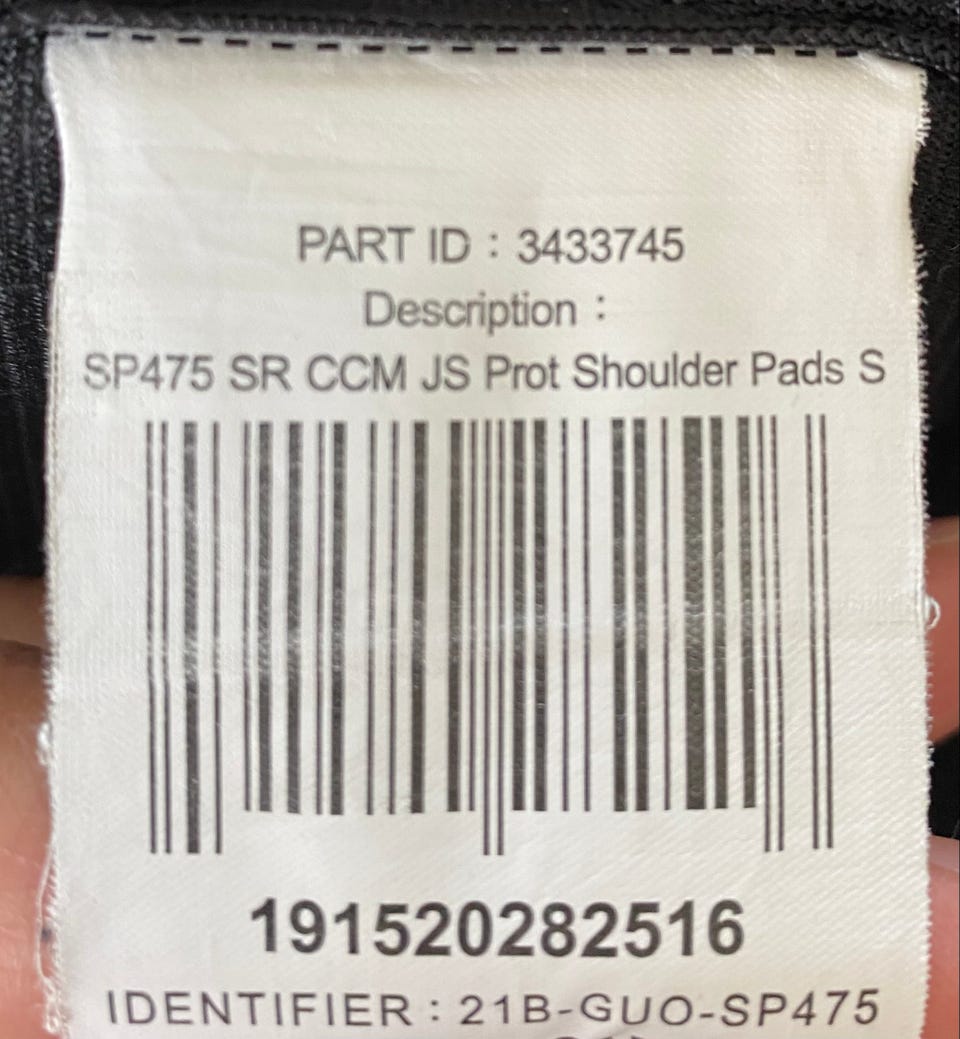 PART ID : 3433745
Description :
SP475 SR CCM JS Prot Shoulder Pads S
191520282516
IDENTIFIER : 21B-GUO-SP475